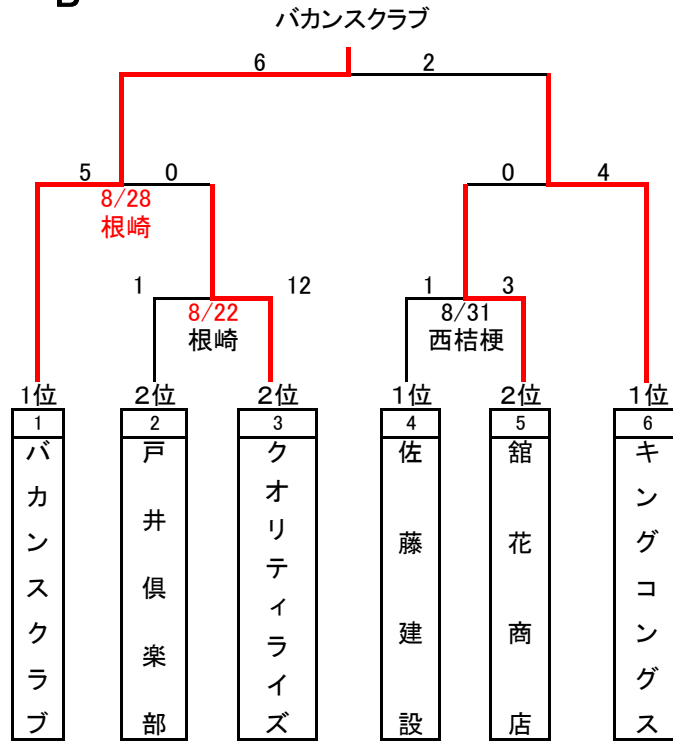 バカンスクラブ
6 2
5 0 0 4
8/28
根崎
1 12 1 3
8/22 8/31
根崎 西桔梗
1位 2位 2位 1位 2位 1位
1 2 3 4 5 6
バカンスクラブ
戸井倶楽部
クオリティライズ
佐藤建設
舘花商店
キングコングス